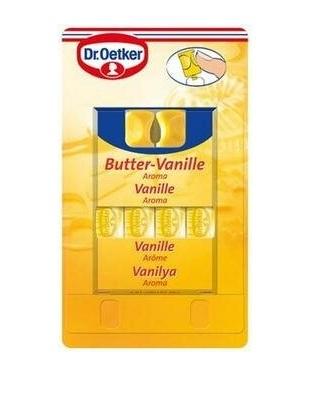 Dr.Oetker
Butter-Vanille
Aroma
Vanille
Aroma
Vanille
Arôme
Vanilya
Aroma